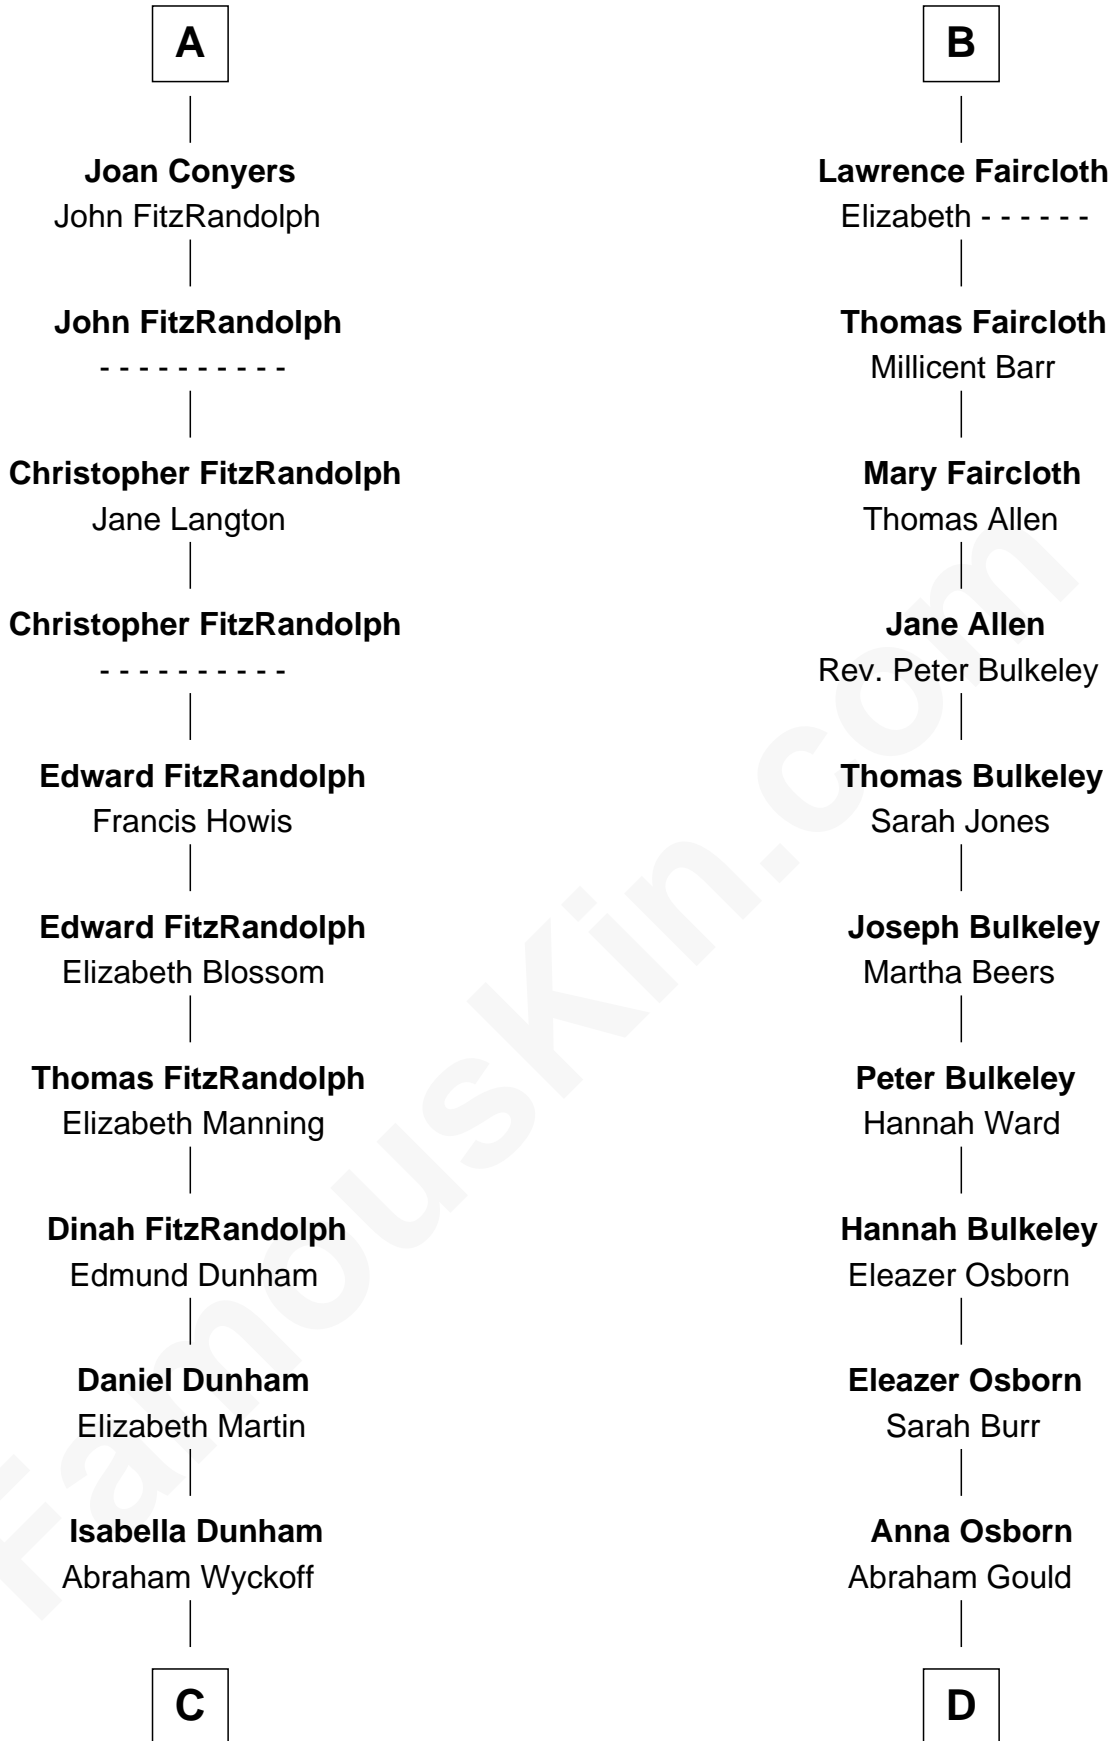 A
Joan Conyers
John FitzRandolph
John FitzRandolph
- - - - - - - - - -
Christopher FitzRandolph
Jane Langton
Christopher FitzRandolph
- - - - - - - - - -
Edward FitzRandolph
Francis Howis
Edward FitzRandolph
Elizabeth Blossom
Thomas FitzRandolph
Elizabeth Manning
Dinah FitzRandolph
Edmund Dunham
Daniel Dunham
Elizabeth Martin
Isabella Dunham
Abraham Wyckoff
C
B
Lawrence Faircloth
Elizabeth - - - - - -
Thomas Faircloth
Millicent Barr
Mary Faircloth
Thomas Allen
Jane Allen
Rev. Peter Bulkeley
Thomas Bulkeley
Sarah Jones
Joseph Bulkeley
Martha Beers
Peter Bulkeley
Hannah Ward
Hannah Bulkeley
Eleazer Osborn
Eleazer Osborn
Sarah Burr
Anna Osborn
Abraham Gould
D
FamousKin.com